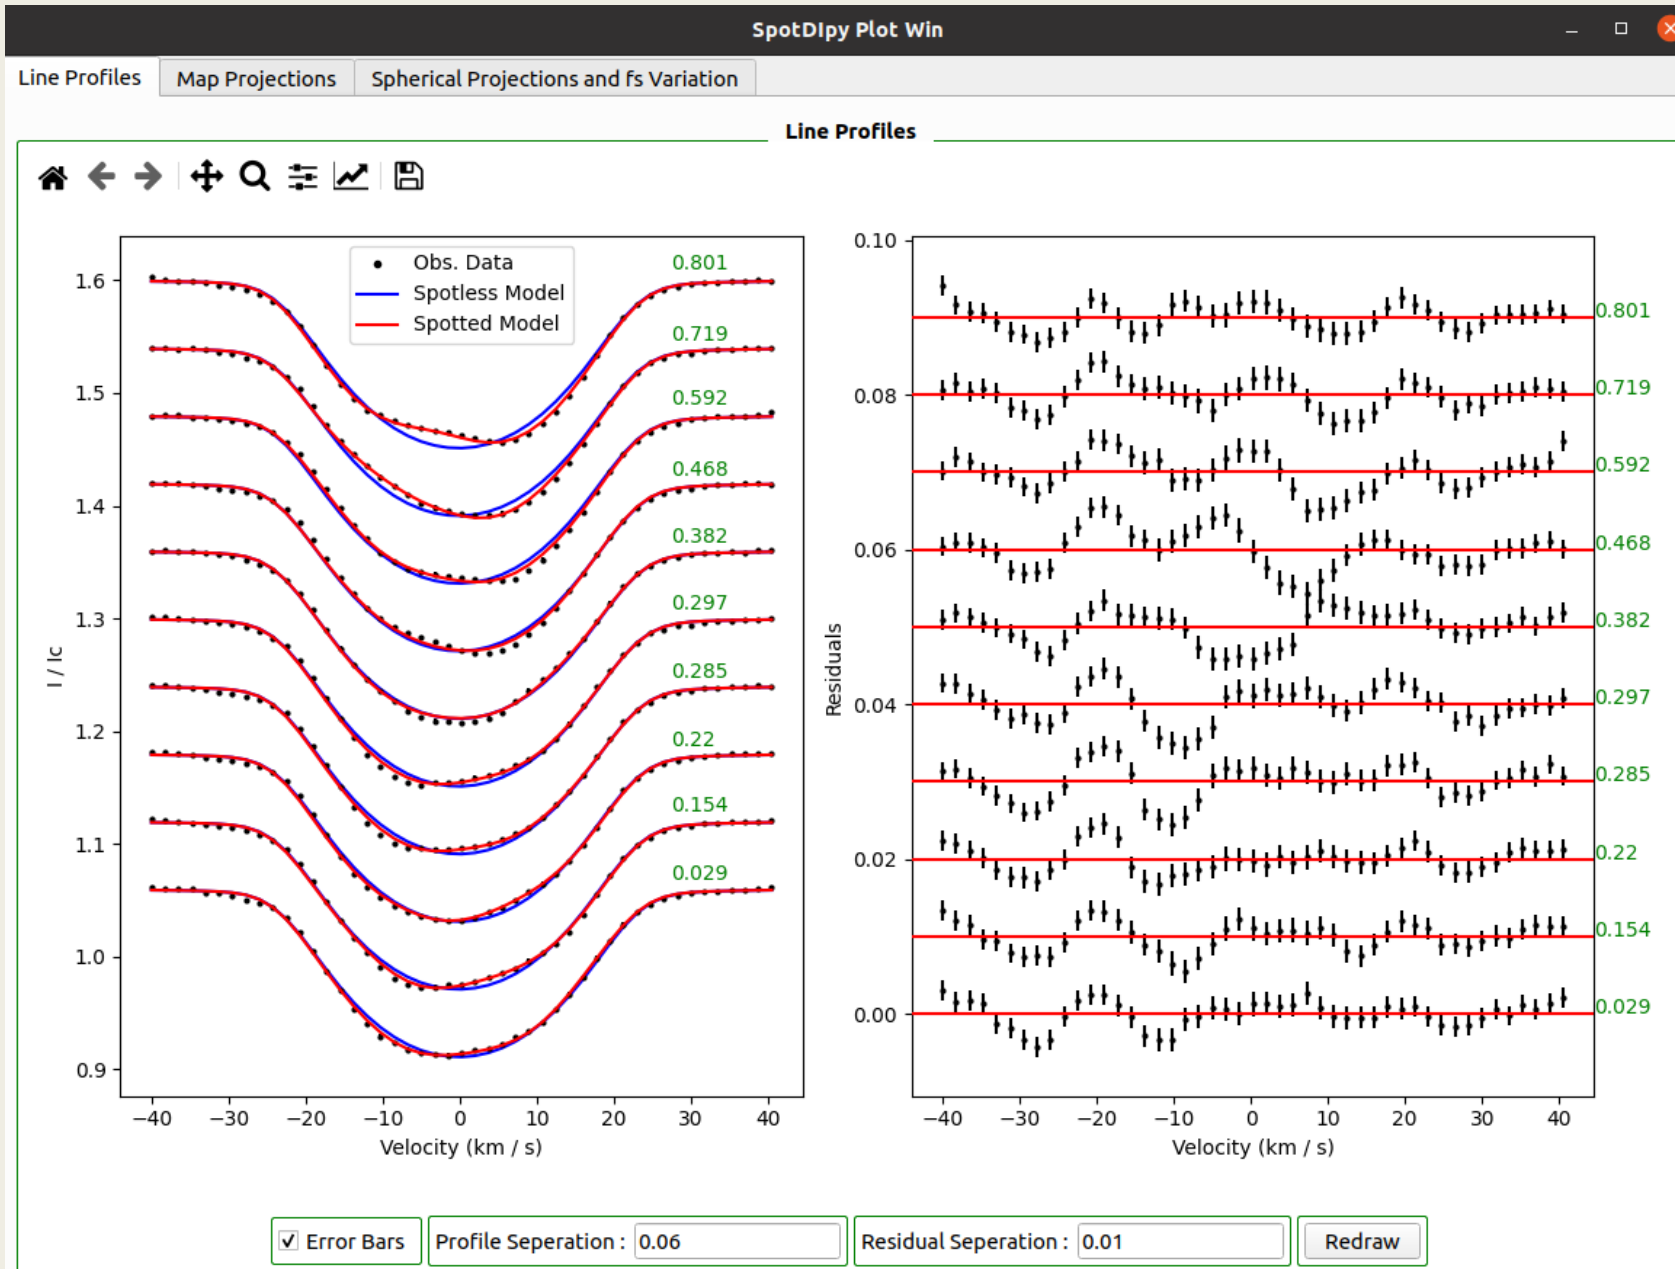 SpotDIpy Plot Win
Line Profiles
Map Projections
Spherical Projections and fs Variation
Line Profiles
Obs. Data
Spotless Model
Spotted Model
0.801
0.719
0.592
0.468
0.382
0.297
0.285
0.22
0.154
0.029
1.6
1.5
1.4
1.3
1.2
1.1
1.0
0.9
I / Ic
−40 −30 −20 −10 0 10 20 30 40
Velocity (km / s)
0.10
0.08
0.06
0.04
0.02
0.00
Residuals
0.801
0.719
0.592
0.468
0.382
0.297
0.285
0.22
0.154
0.029
−40 −30 −20 −10 0 10 20 30 40
Velocity (km / s)
Error Bars
Profile Seperation : 0.06
Residual Seperation : 0.01
Redraw